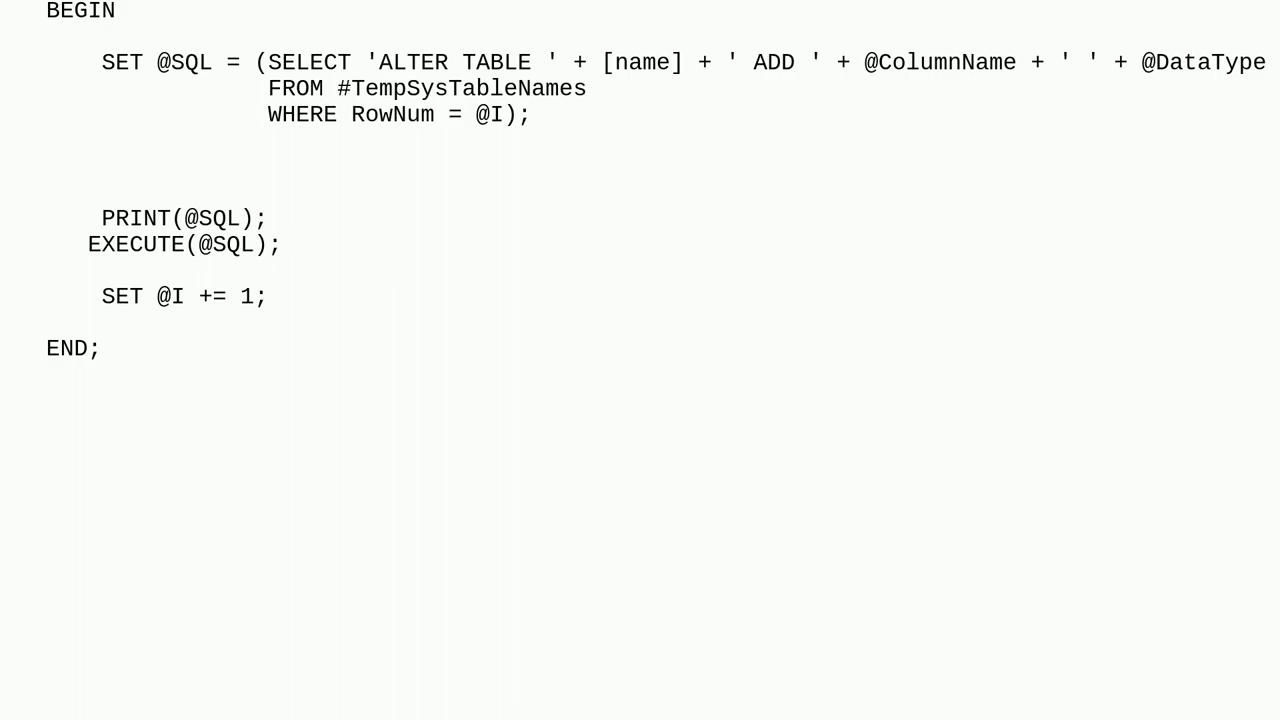 BEGIN
SET @SQL = (SELECT 'ALTER TABLE ' + [name] + ' ADD ' + @ColumnName + ' ' + @DataType
FROM #TempSysTableNames
WHERE RowNum = @I);
PRINT(@SQL);
EXECUTE(@SQL);
SET @I += 1;
END;